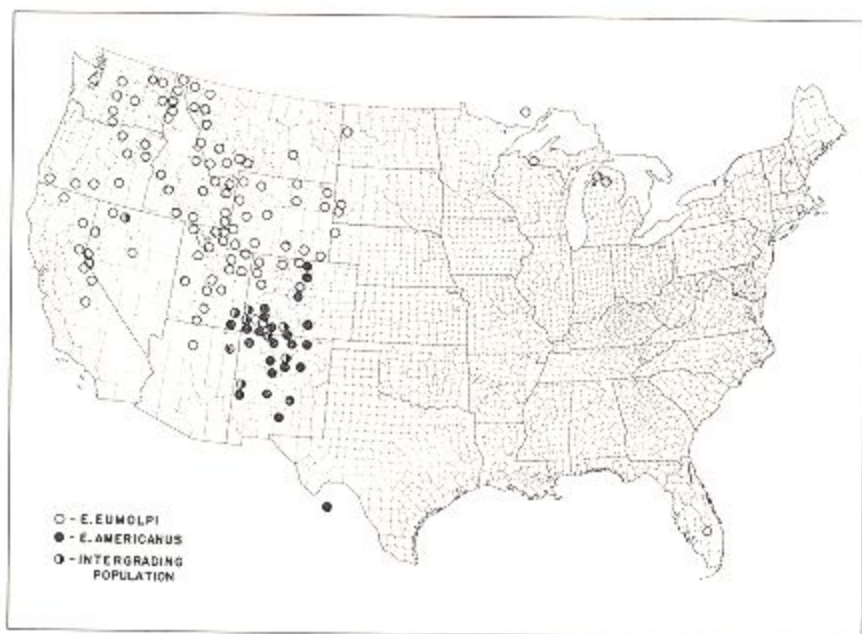 ○ - E. EUMOLPI
● - E. AMERICANUS
◑ - INTERGRADING
POPULATION